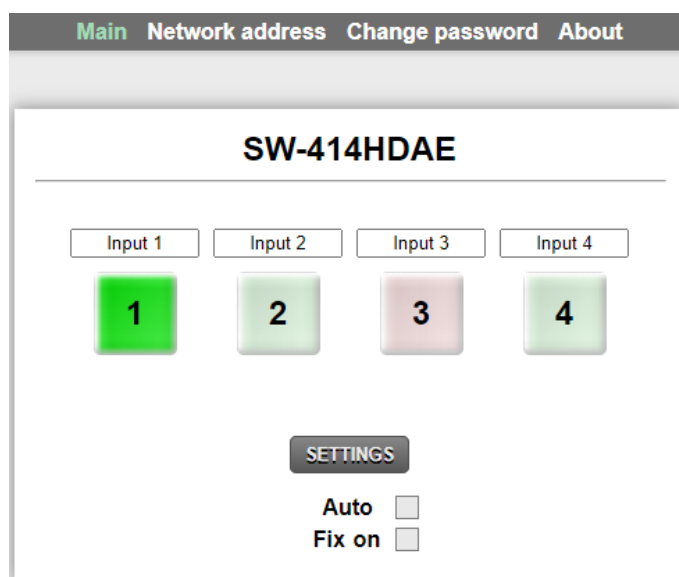 Main Network address Change password About
SW-414HDAE
Input 1 Input 2 Input 3 Input 4
1 2 3 4
SETTINGS
Auto
Fix on